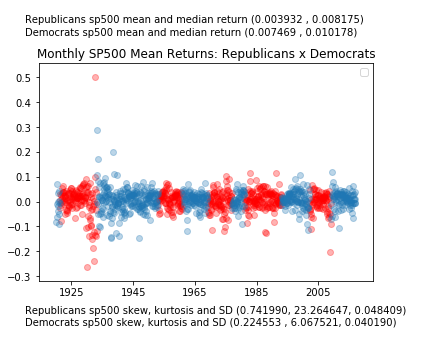 Republicans sp500 mean and median return (0.003932 , 0.008175)
Democrats sp500 mean and median return (0.007469 , 0.010178)
Monthly SP500 Mean Returns: Republicans x Democrats
0.5
0.4
0.3
0.2
0.1
0.0
−0.1
−0.2
−0.3
1925 1945 1965 1985 2005
Republicans sp500 skew, kurtosis and SD (0.741990, 23.264647, 0.048409)
Democrats sp500 skew, kurtosis and SD (0.224553 , 6.067521, 0.040190)